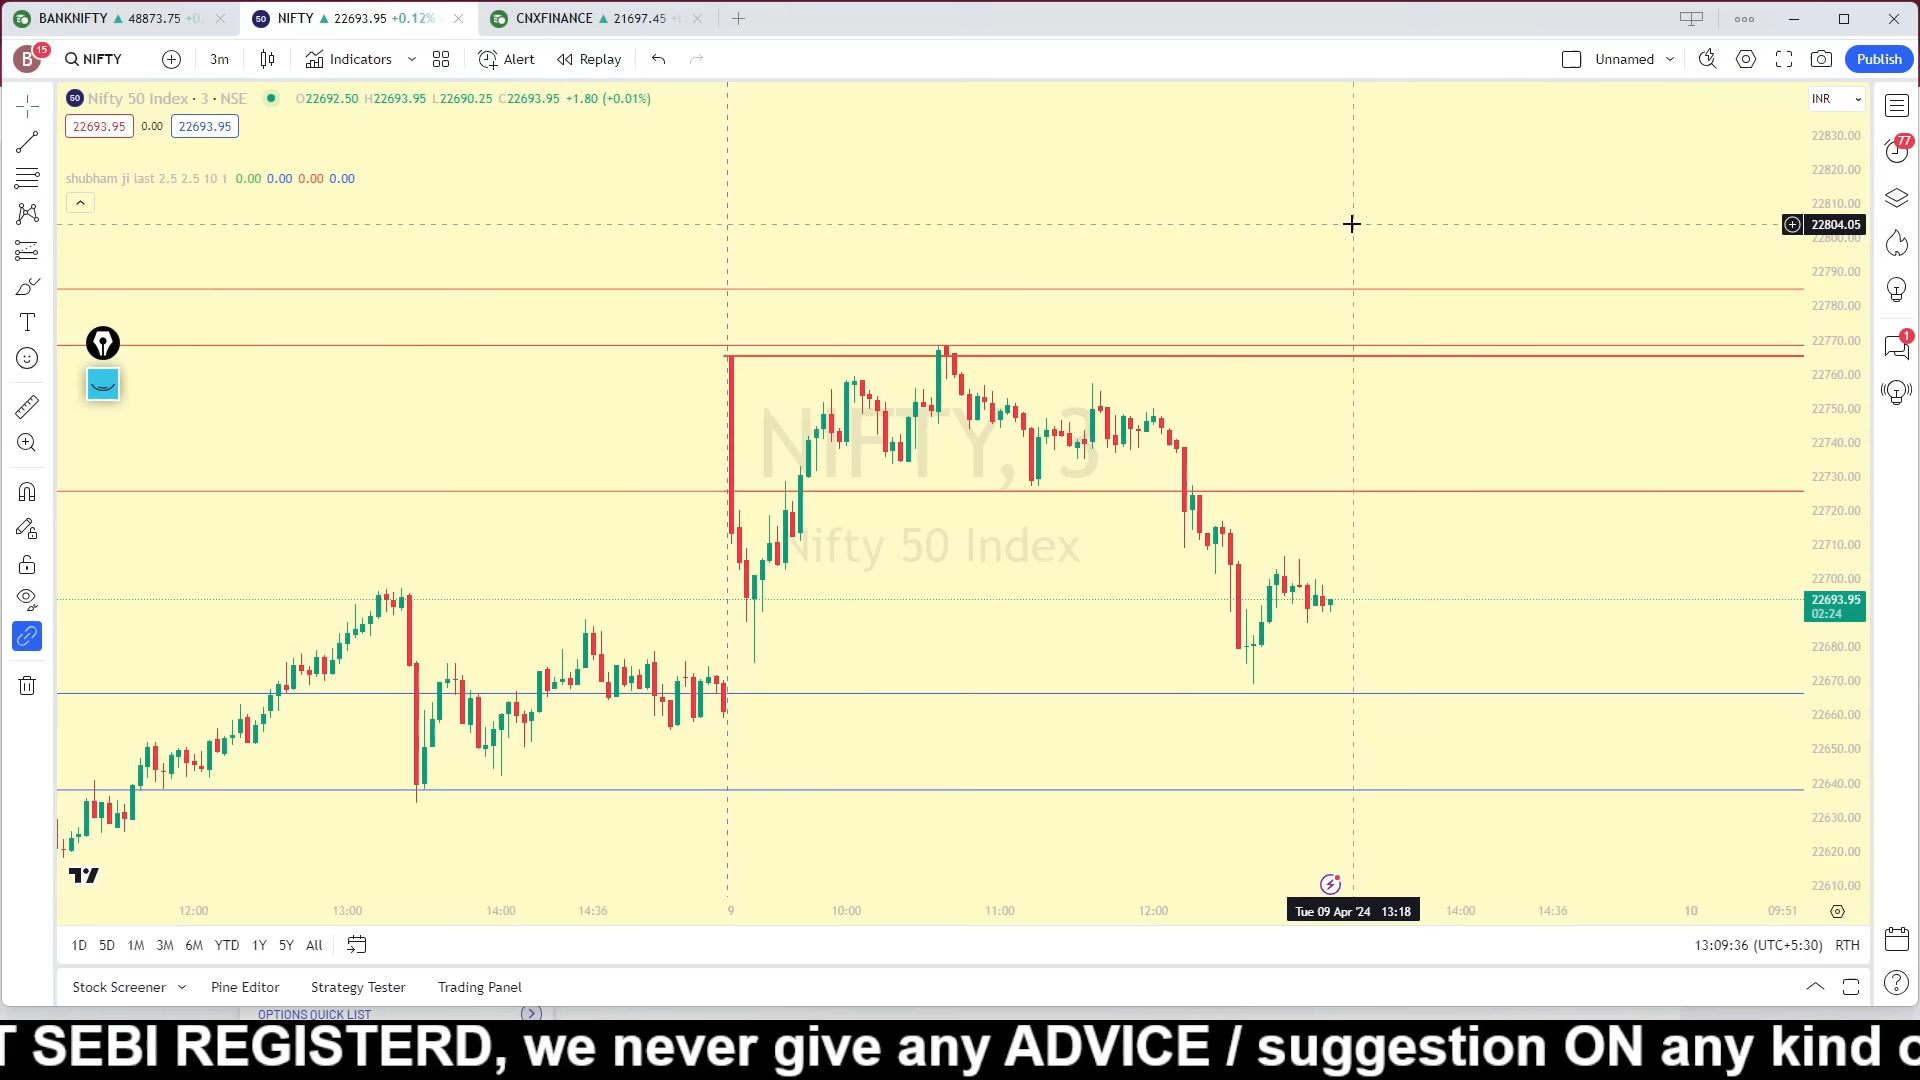 BANKNIFTY ▲ 48873.75 +0.
50 NIFTY ▲ 22693.95 +0.12%
CNXFINANCE ▲ 21697.45
B 15 NIFTY 3m Indicators Alert Replay Unnamed Publish
50 Nifty 50 Index · 3 · NSE O22692.50 H22693.95 L22690.25 C22693.95 +1.80 (+0.01%)
INR
22693.95 0.00 22693.95
shubham ji last 2.5 2.5 10 1 0.00 0.00 0.00 0.00
22830.00
22820.00
22810.00
22804.05
22800.00
22790.00
22780.00
22770.00
22760.00
22750.00
22740.00
22730.00
22720.00
22710.00
22700.00
22693.95
02:24
22680.00
22670.00
22660.00
22650.00
22640.00
22630.00
22620.00
22610.00
77
1
NIFTY, 3
Nifty 50 Index
12:00 13:00 14:00 14:36 9 10:00 11:00 12:00 Tue 09 Apr '24 13:18 14:00 14:36 10 09:51
1D 5D 1M 3M 6M YTD 1Y 5Y All 13:09:36 (UTC+5:30) RTH
Stock Screener Pine Editor Strategy Tester Trading Panel
OPTIONS QUICK LIST
T SEBI REGISTERD, we never give any ADVICE / suggestion ON any kind